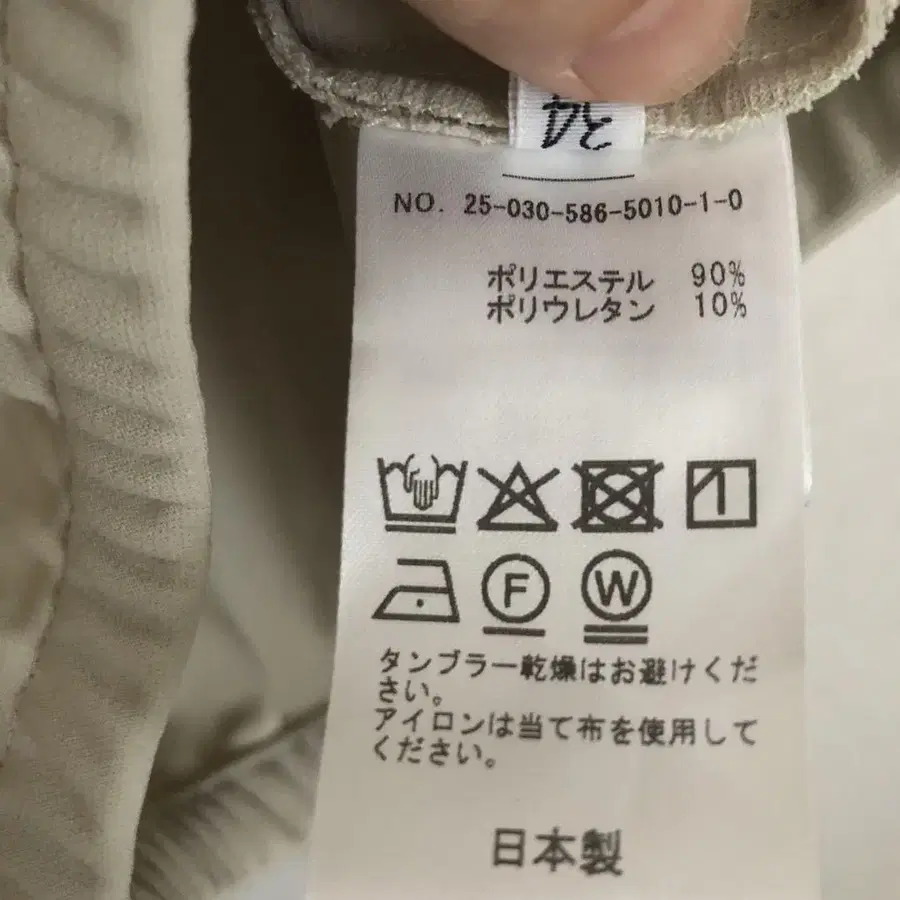 34
NO. 25-030-586-5010-1-0
ポリエステル 90%
ポリウレタン 10%
F
W
タンブラー乾燥はお避けくだ
さい。
アイロンは当て布を使用して
ください。
日本製